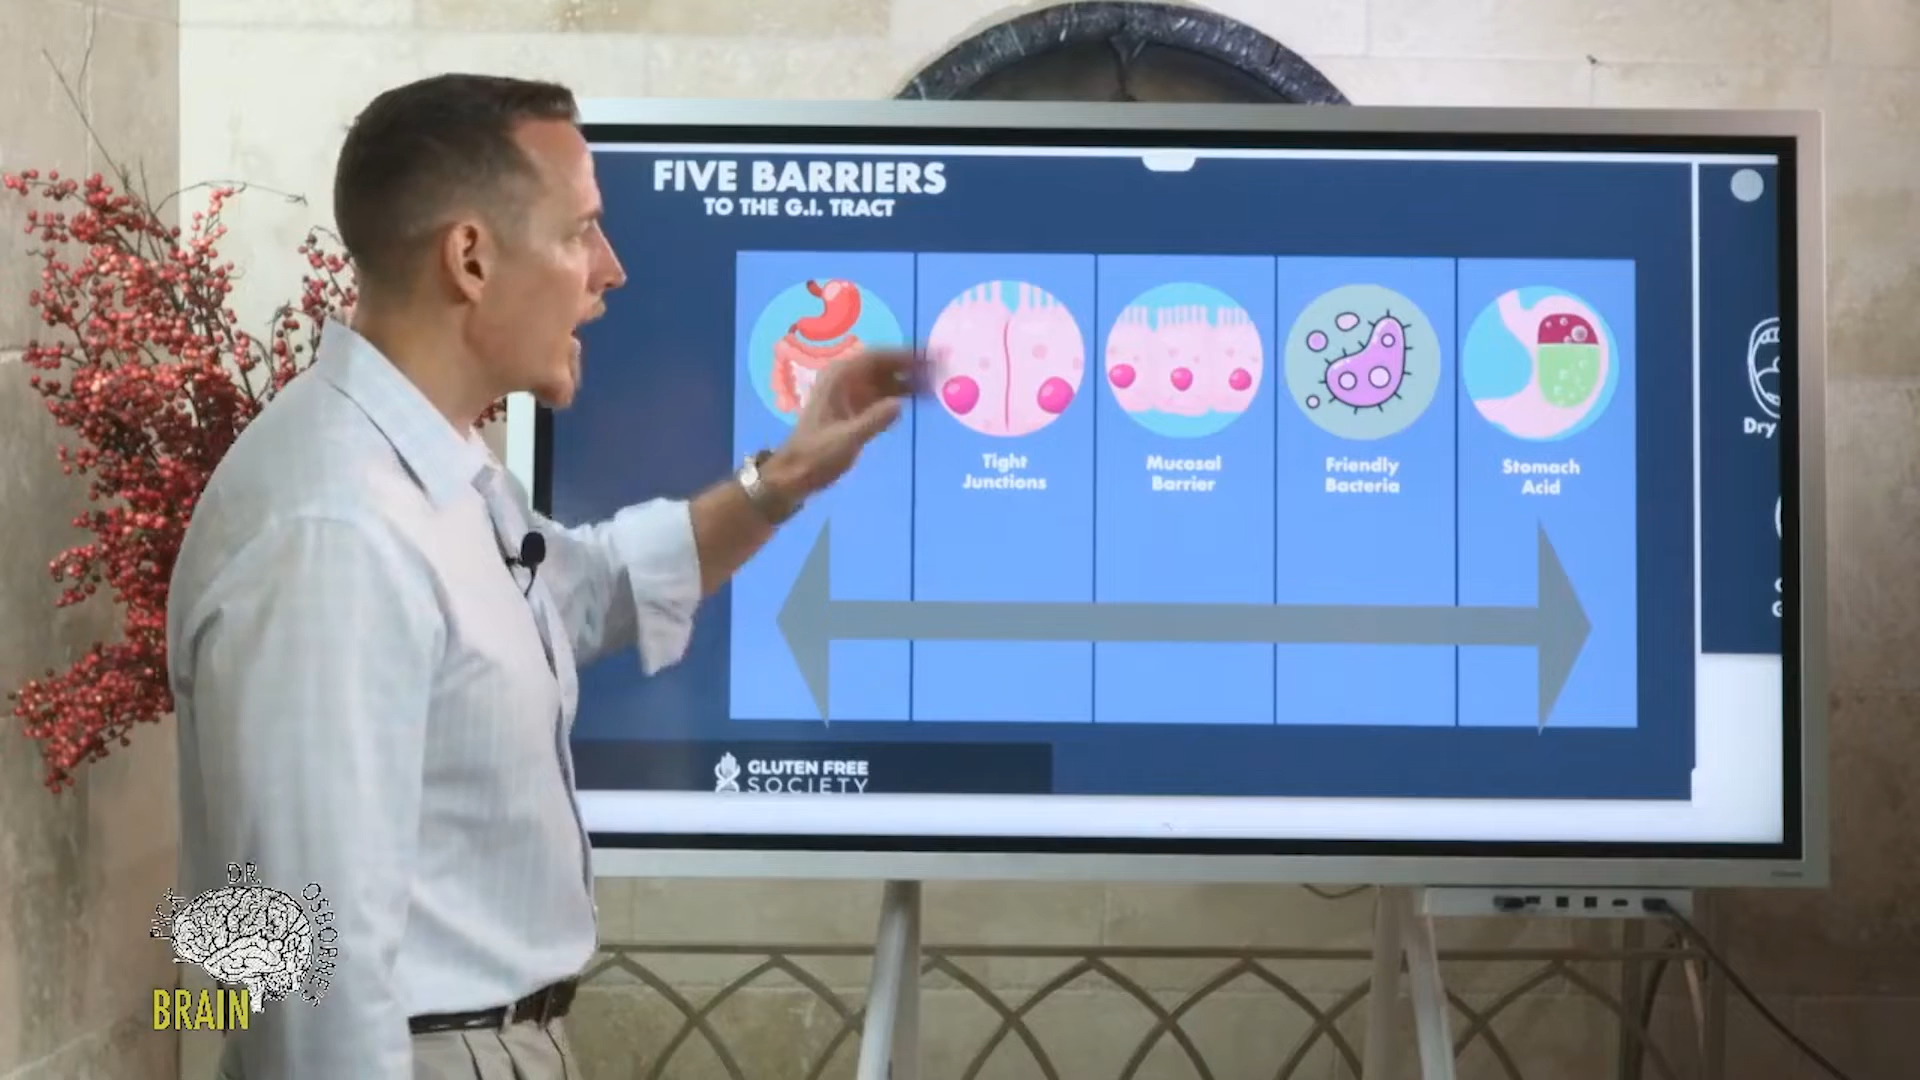 FIVE BARRIERS
TO THE G.I. TRACT
Tight
Junctions
Mucosal
Barrier
Friendly
Bacteria
Stomach
Acid
Dry
GLUTEN FREE
SOCIETY
PICK DR. OSBORNE'S
BRAIN